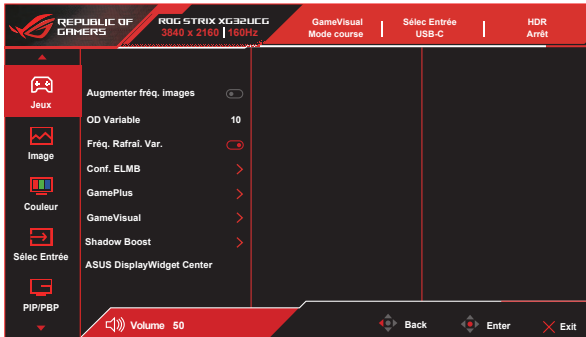 REPUBLIC OF
GAMERS
ROG STRIX XG32UCG
3840 x 2160 160Hz
GameVisual
Mode course
Sélec Entrée
USB-C
HDR
Arrêt
Jeux
Image
Couleur
Sélec Entrée
PIP/PBP
Augmenter fréq. images
OD Variable 10
Fréq. Rafraî. Var.
Conf. ELMB
GamePlus
GameVisual
Shadow Boost
ASUS DisplayWidget Center
Volume 50
Back
Enter
Exit